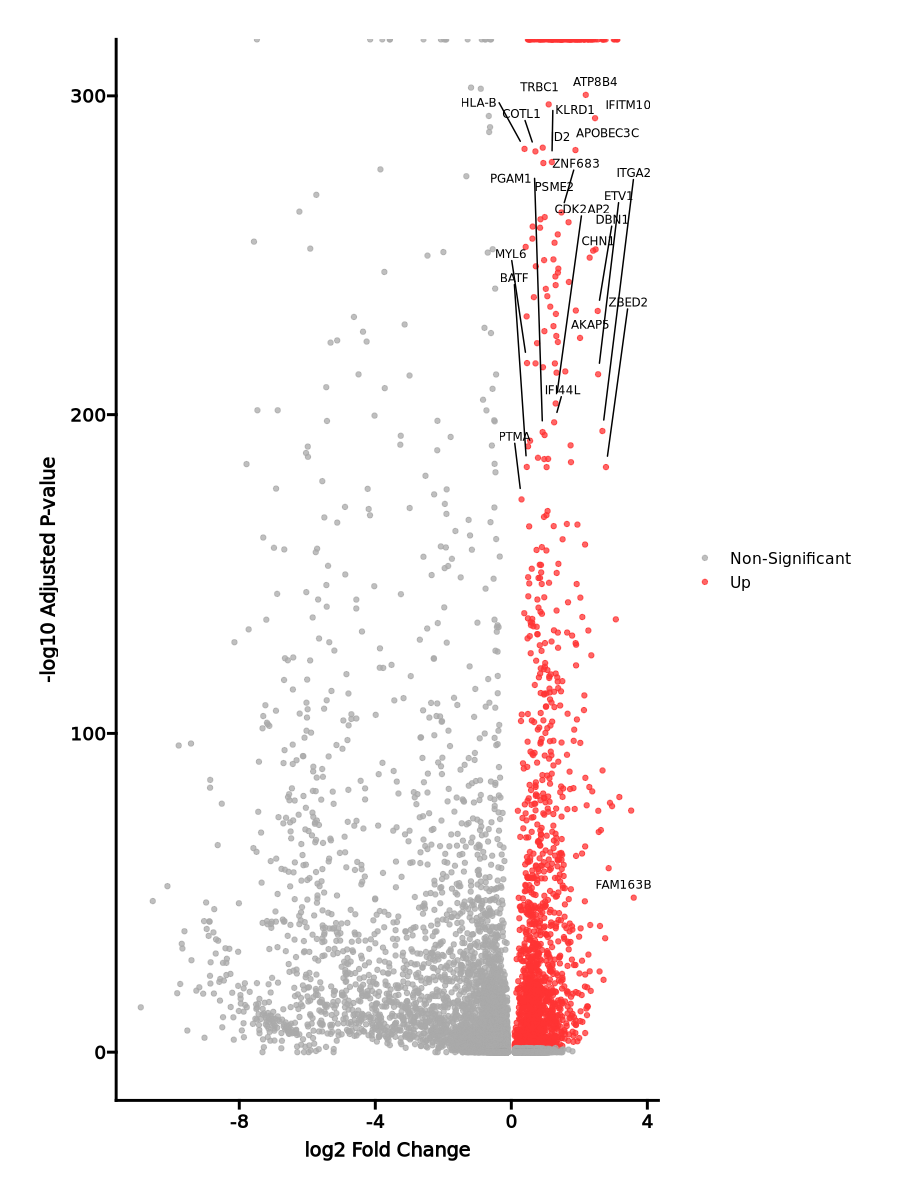 300
200
100
0
-log10 Adjusted P-value
-8
-4
0
4
log2 Fold Change
TRBC1
ATP8B4
HLA-B
COTL1
KLRD1
IFITM10
D2
APOBEC3C
ZNF683
ITGA2
PGAM1
PSME2
ETV1
CDK2AP2
DBN1
CHN1
MYL6
BATF
ZBED2
AKAP5
IFI44L
PTMA
FAM163B
Non-Significant
Up